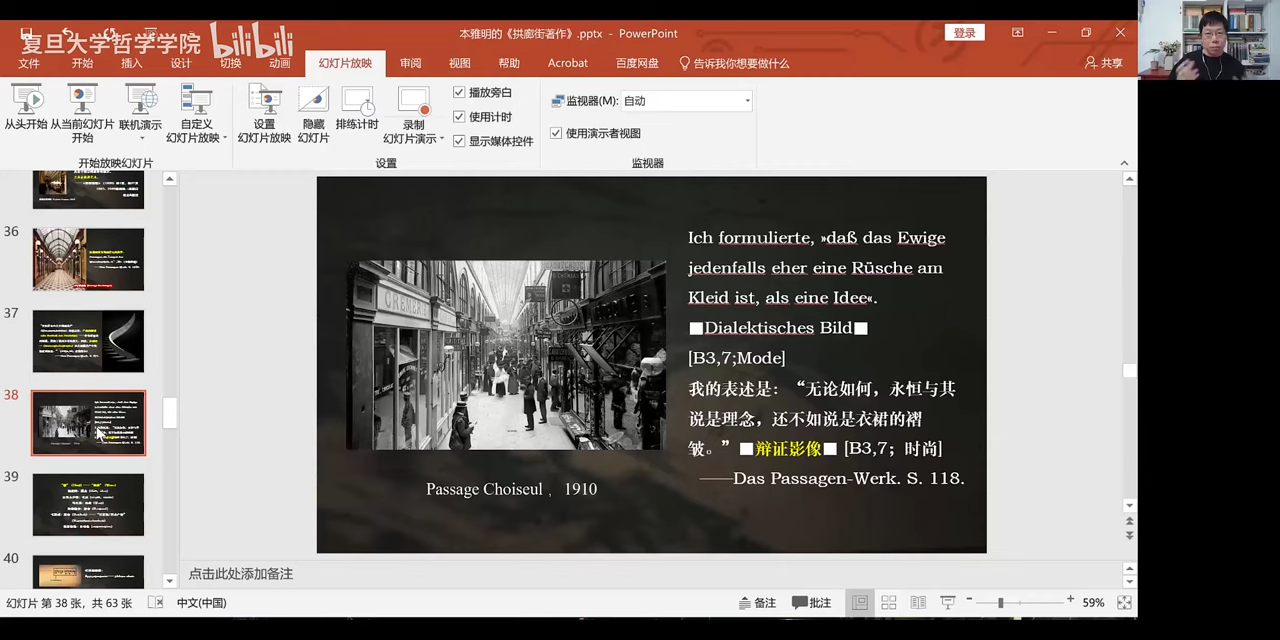 复旦大学哲学学院 bilibili
本雅明的《拱廊街著作》.pptx - PowerPoint
登录
文件 开始 插入 设计 切换 动画 幻灯片放映 审阅 视图 帮助 Acrobat 百度网盘 告诉我你想要做什么 共享
从头开始 从当前幻灯片开始 联机演示 自定义幻灯片放映 设置幻灯片放映 隐藏幻灯片 排练计时 录制幻灯片演示
播放旁白
使用计时
显示媒体控件
监视器(M): 自动
使用演示者视图
开始放映幻灯片 设置 监视器
36
37
38
39
40
Ich formulierte, »daß das Ewige
jedenfalls eher eine Rüsche am
Kleid ist, als eine Idee«.
■Dialektisches Bild■
[B3,7;Mode]
我的表述是：“无论如何，永恒与其
说是理念，还不如说是衣裙的褶
皱。”■辩证影像■ [B3,7；时尚]
——Das Passagen-Werk. S. 118.
Passage Choiseul，1910
单击此处添加备注
幻灯片 第 38 张，共 63 张 中文(中国) 备注 批注 59%